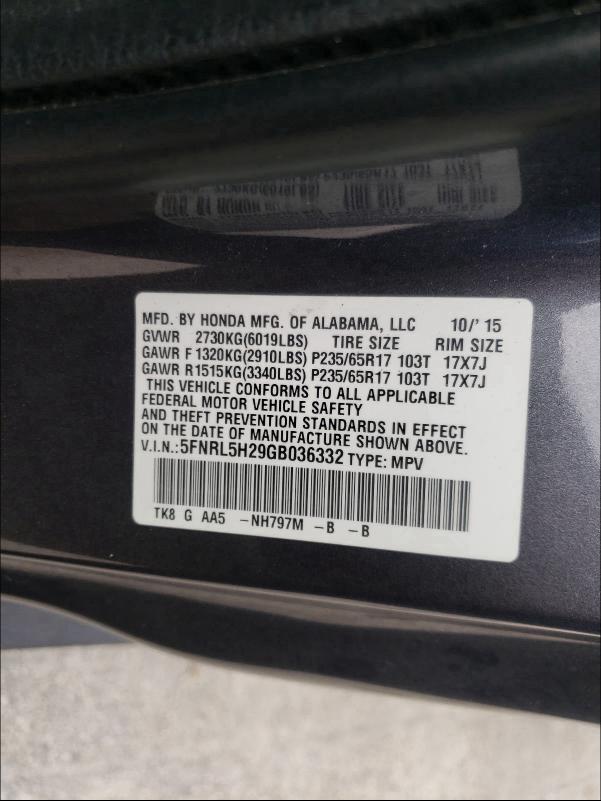 MFD. BY HONDA MFG. OF ALABAMA, LLC 10/' 15
GVWR 2730KG(6019LBS) TIRE SIZE RIM SIZE
GAWR F 1320KG(2910LBS) P235/65R17 103T 17X7J
GAWR R1515KG(3340LBS) P235/65R17 103T 17X7J
THIS VEHICLE CONFORMS TO ALL APPLICABLE
FEDERAL MOTOR VEHICLE SAFETY
AND THEFT PREVENTION STANDARDS IN EFFECT
ON THE DATE OF MANUFACTURE SHOWN ABOVE.
V.I.N.:5FNRL5H29GB036332 TYPE: MPV
TK8 G AA5 -NH797M -B -B